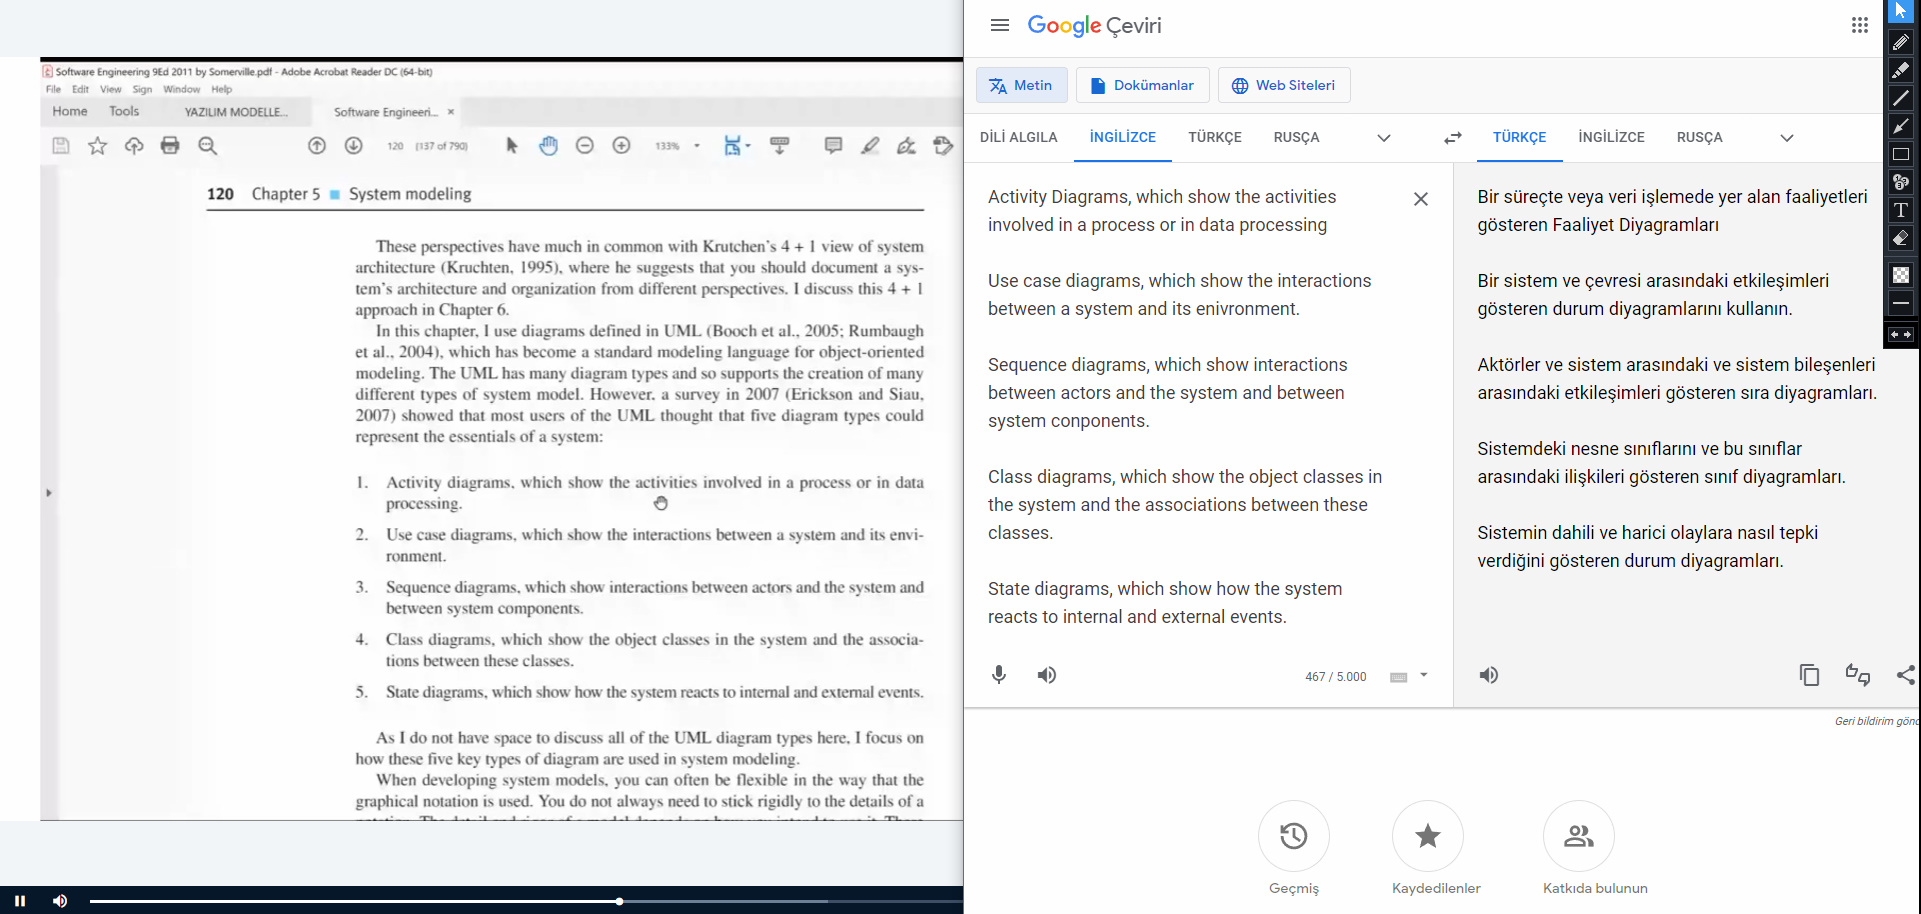 Software Engineering 9Ed 2011 by Somerville.pdf - Adobe Acrobat Reader DC (64-bit)
File Edit View Sign Window Help
Home Tools YAZILIM MODELLE... Software Engineeri... ×
120 (137 of 790) 133%
120 Chapter 5 ■ System modeling
These perspectives have much in common with Krutchen's 4 + 1 view of system
architecture (Kruchten, 1995), where he suggests that you should document a sys-
tem's architecture and organization from different perspectives. I discuss this 4 + 1
approach in Chapter 6.
In this chapter, I use diagrams defined in UML (Booch et al., 2005; Rumbaugh
et al., 2004), which has become a standard modeling language for object-oriented
modeling. The UML has many diagram types and so supports the creation of many
different types of system model. However, a survey in 2007 (Erickson and Siau,
2007) showed that most users of the UML thought that five diagram types could
represent the essentials of a system:
1. Activity diagrams, which show the activities involved in a process or in data
processing.
2. Use case diagrams, which show the interactions between a system and its envi-
ronment.
3. Sequence diagrams, which show interactions between actors and the system and
between system components.
4. Class diagrams, which show the object classes in the system and the associa-
tions between these classes.
5. State diagrams, which show how the system reacts to internal and external events.
As I do not have space to discuss all of the UML diagram types here, I focus on
how these five key types of diagram are used in system modeling.
When developing system models, you can often be flexible in the way that the
graphical notation is used. You do not always need to stick rigidly to the details of a
Google Çeviri
Metin Dokümanlar Web Siteleri
DİLİ ALGILA İNGİLİZCE TÜRKÇE RUSÇA TÜRKÇE İNGİLİZCE RUSÇA
Activity Diagrams, which show the activities
involved in a process or in data processing
Use case diagrams, which show the interactions
between a system and its enivronment.
Sequence diagrams, which show interactions
between actors and the system and between
system conponents.
Class diagrams, which show the object classes in
the system and the associations between these
classes.
State diagrams, which show how the system
reacts to internal and external events.
467 / 5.000
Bir süreçte veya veri işlemede yer alan faaliyetleri
gösteren Faaliyet Diyagramları
Bir sistem ve çevresi arasındaki etkileşimleri
gösteren durum diyagramlarını kullanın.
Aktörler ve sistem arasındaki ve sistem bileşenleri
arasındaki etkileşimleri gösteren sıra diyagramları.
Sistemdeki nesne sınıflarını ve bu sınıflar
arasındaki ilişkileri gösteren sınıf diyagramları.
Sistemin dahili ve harici olaylara nasıl tepki
verdiğini gösteren durum diyagramları.
Geri bildirim gönd
Geçmiş Kaydedilenler Katkıda bulunun